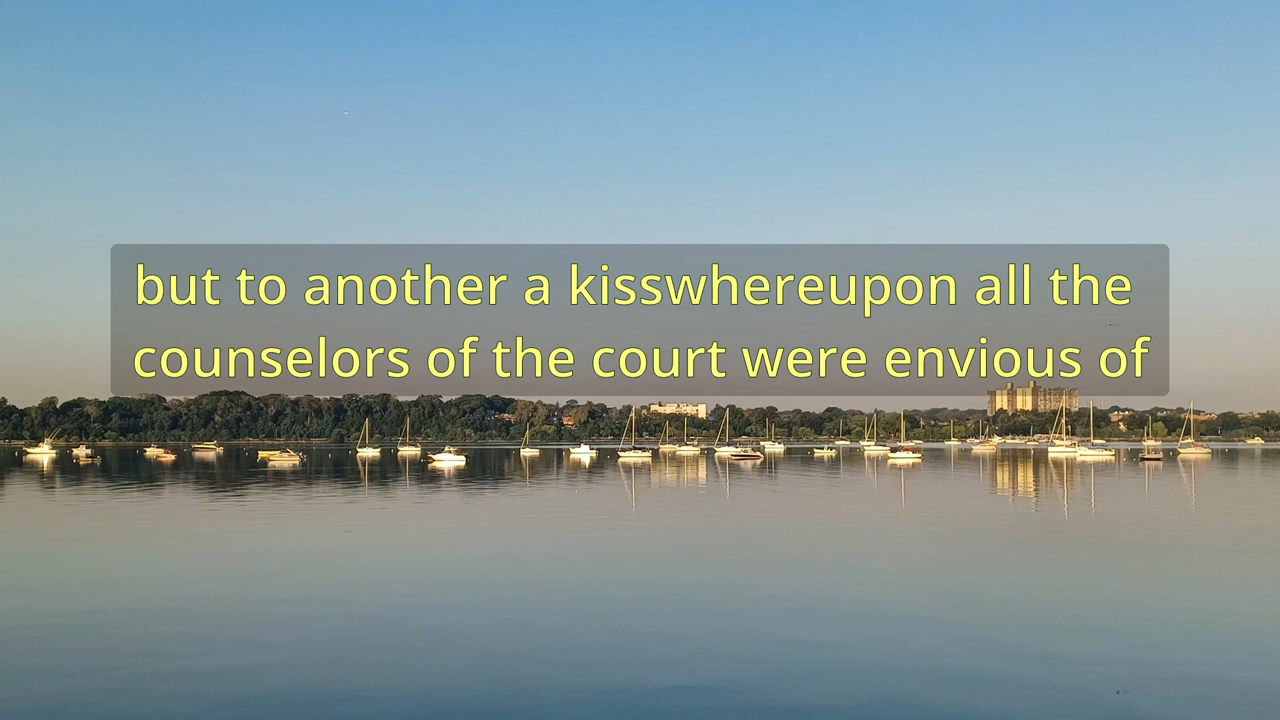 but to another a kisswhereupon all the
counselors of the court were envious of